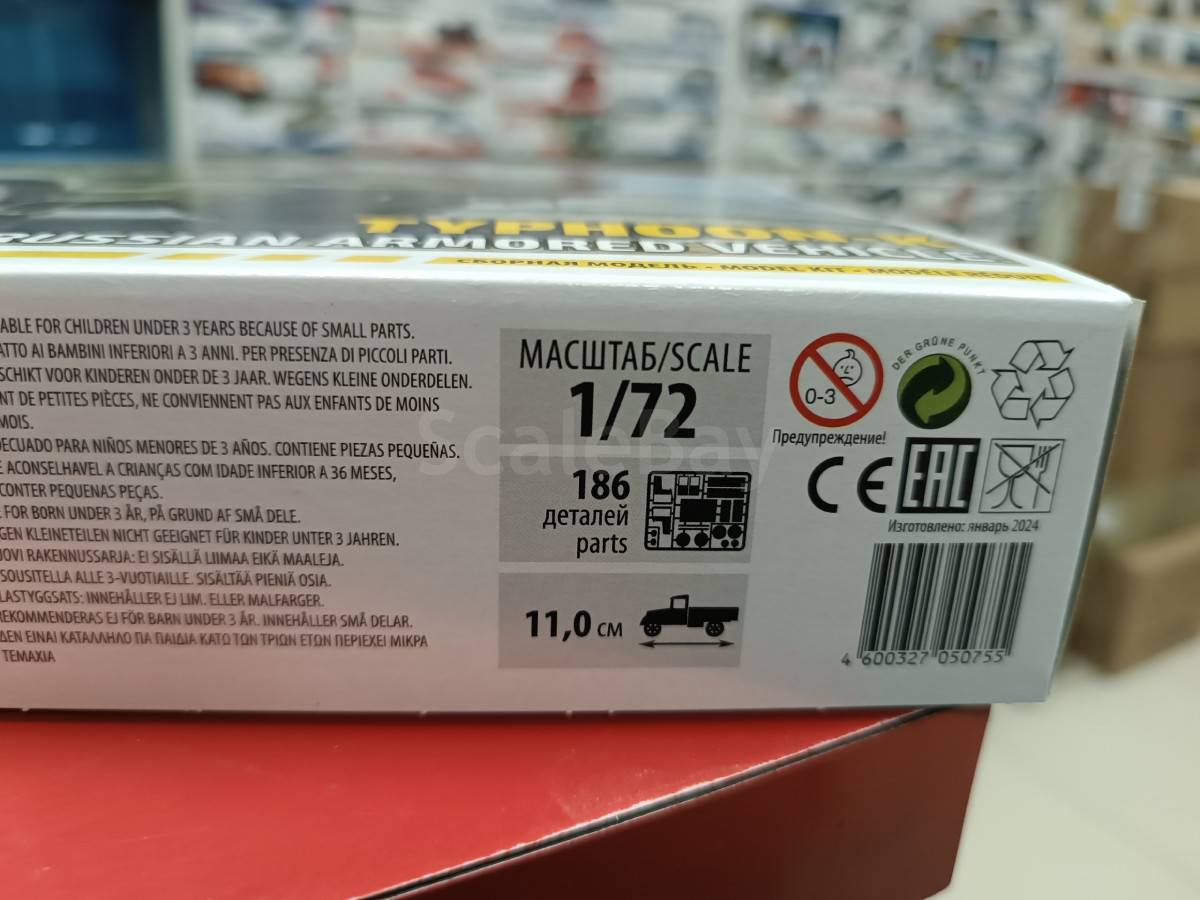 TYPHOON-K
RUSSIAN ARMORED VEHICLE
СБОРНАЯ МОДЕЛЬ - MODEL KIT - MODÈLE RÉDUIT
ABLE FOR CHILDREN UNDER 3 YEARS BECAUSE OF SMALL PARTS.
ATTO AI BAMBINI INFERIORI A 3 ANNI. PER PRESENZA DI PICCOLI PARTI.
SCHIKT VOOR KINDEREN ONDER DE 3 JAAR. WEGENS KLEINE ONDERDELEN.
NT DE PETITES PIÈCES, NE CONVIENNENT PAS AUX ENFANTS DE MOINS
MOIS.
DECUADO PARA NIÑOS MENORES DE 3 AÑOS. CONTIENE PIEZAS PEQUEÑAS.
E ACONSELHAVEL A CRIANÇAS COM IDADE INFERIOR A 36 MESES,
CONTER PEQUENAS PEÇAS.
FOR BORN UNDER 3 ÅR, PÅ GRUND AF SMÅ DELE.
GEN KLEINETEILEN NICHT GEEIGNET FÜR KINDER UNTER 3 JAHREN.
UOVI RAKENNUSSARJA: EI SISÄLLÄ LIIMAA EIKÄ MAALEJA.
SOUSITELLA ALLE 3-VUOTIAILLE. SISÄLTÄÄ PIENIÄ OSIA.
LASTYGGSATS: INNEHÅLLER EJ LIM. ELLER MALFARGER.
REKOMMENDERAS EJ FÖR BARN UNDER 3 ÅR. INNEHÅLLER SMÅ DELAR.
ΔΕΝ ΕΙΝΑΙ ΚΑΤΑΛΛΗΛΟ ΓΙΑ ΠΑΙΔΙΑ ΚΑΤΩ ΤΩΝ ΤΡΙΩΝ ΕΤΩΝ ΠΕΡΙΕΧΕΙ ΜΙΚΡΑ
ΤΕΜΑΧΙΑ
МАСШТАБ/SCALE
1/72
186
деталей
parts
11,0 см
0-3
Предупреждение!
DER GRÜNE PUNKT
CE
EAC
Изготовлено: январь 2024
4 600327 050755
ScaleBay